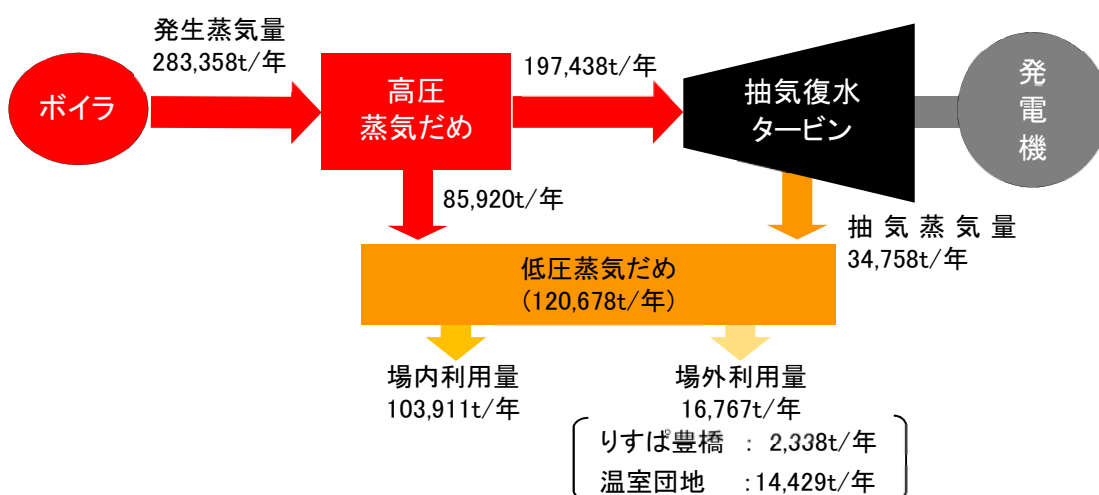 発生蒸気量
283,358t/年
ボイラ
高圧
蒸気だめ
197,438t/年
抽気復水
タービン
発
電
機
85,920t/年
抽気蒸気量
34,758t/年
低圧蒸気だめ
(120,678t/年)
場内利用量
103,911t/年
場外利用量
16,767t/年
りすぱ豊橋 : 2,338t/年
温室団地 :14,429t/年